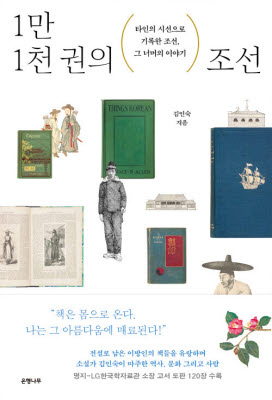 1만
1천 권의
타인의 시선으로
기록한 조선,
그 너머의 이야기
조선
김인숙
지음
THINGS KOREAN
“책은 몸으로 온다.
나는 그 아름다움에 매료된다!”
전설로 남은 이방인의 책들을 유랑하며
소설가 김인숙이 마주한 역사, 문화 그리고 사람
명지-LG한국학자료관 소장 고서 도판 120장 수록
은행나무